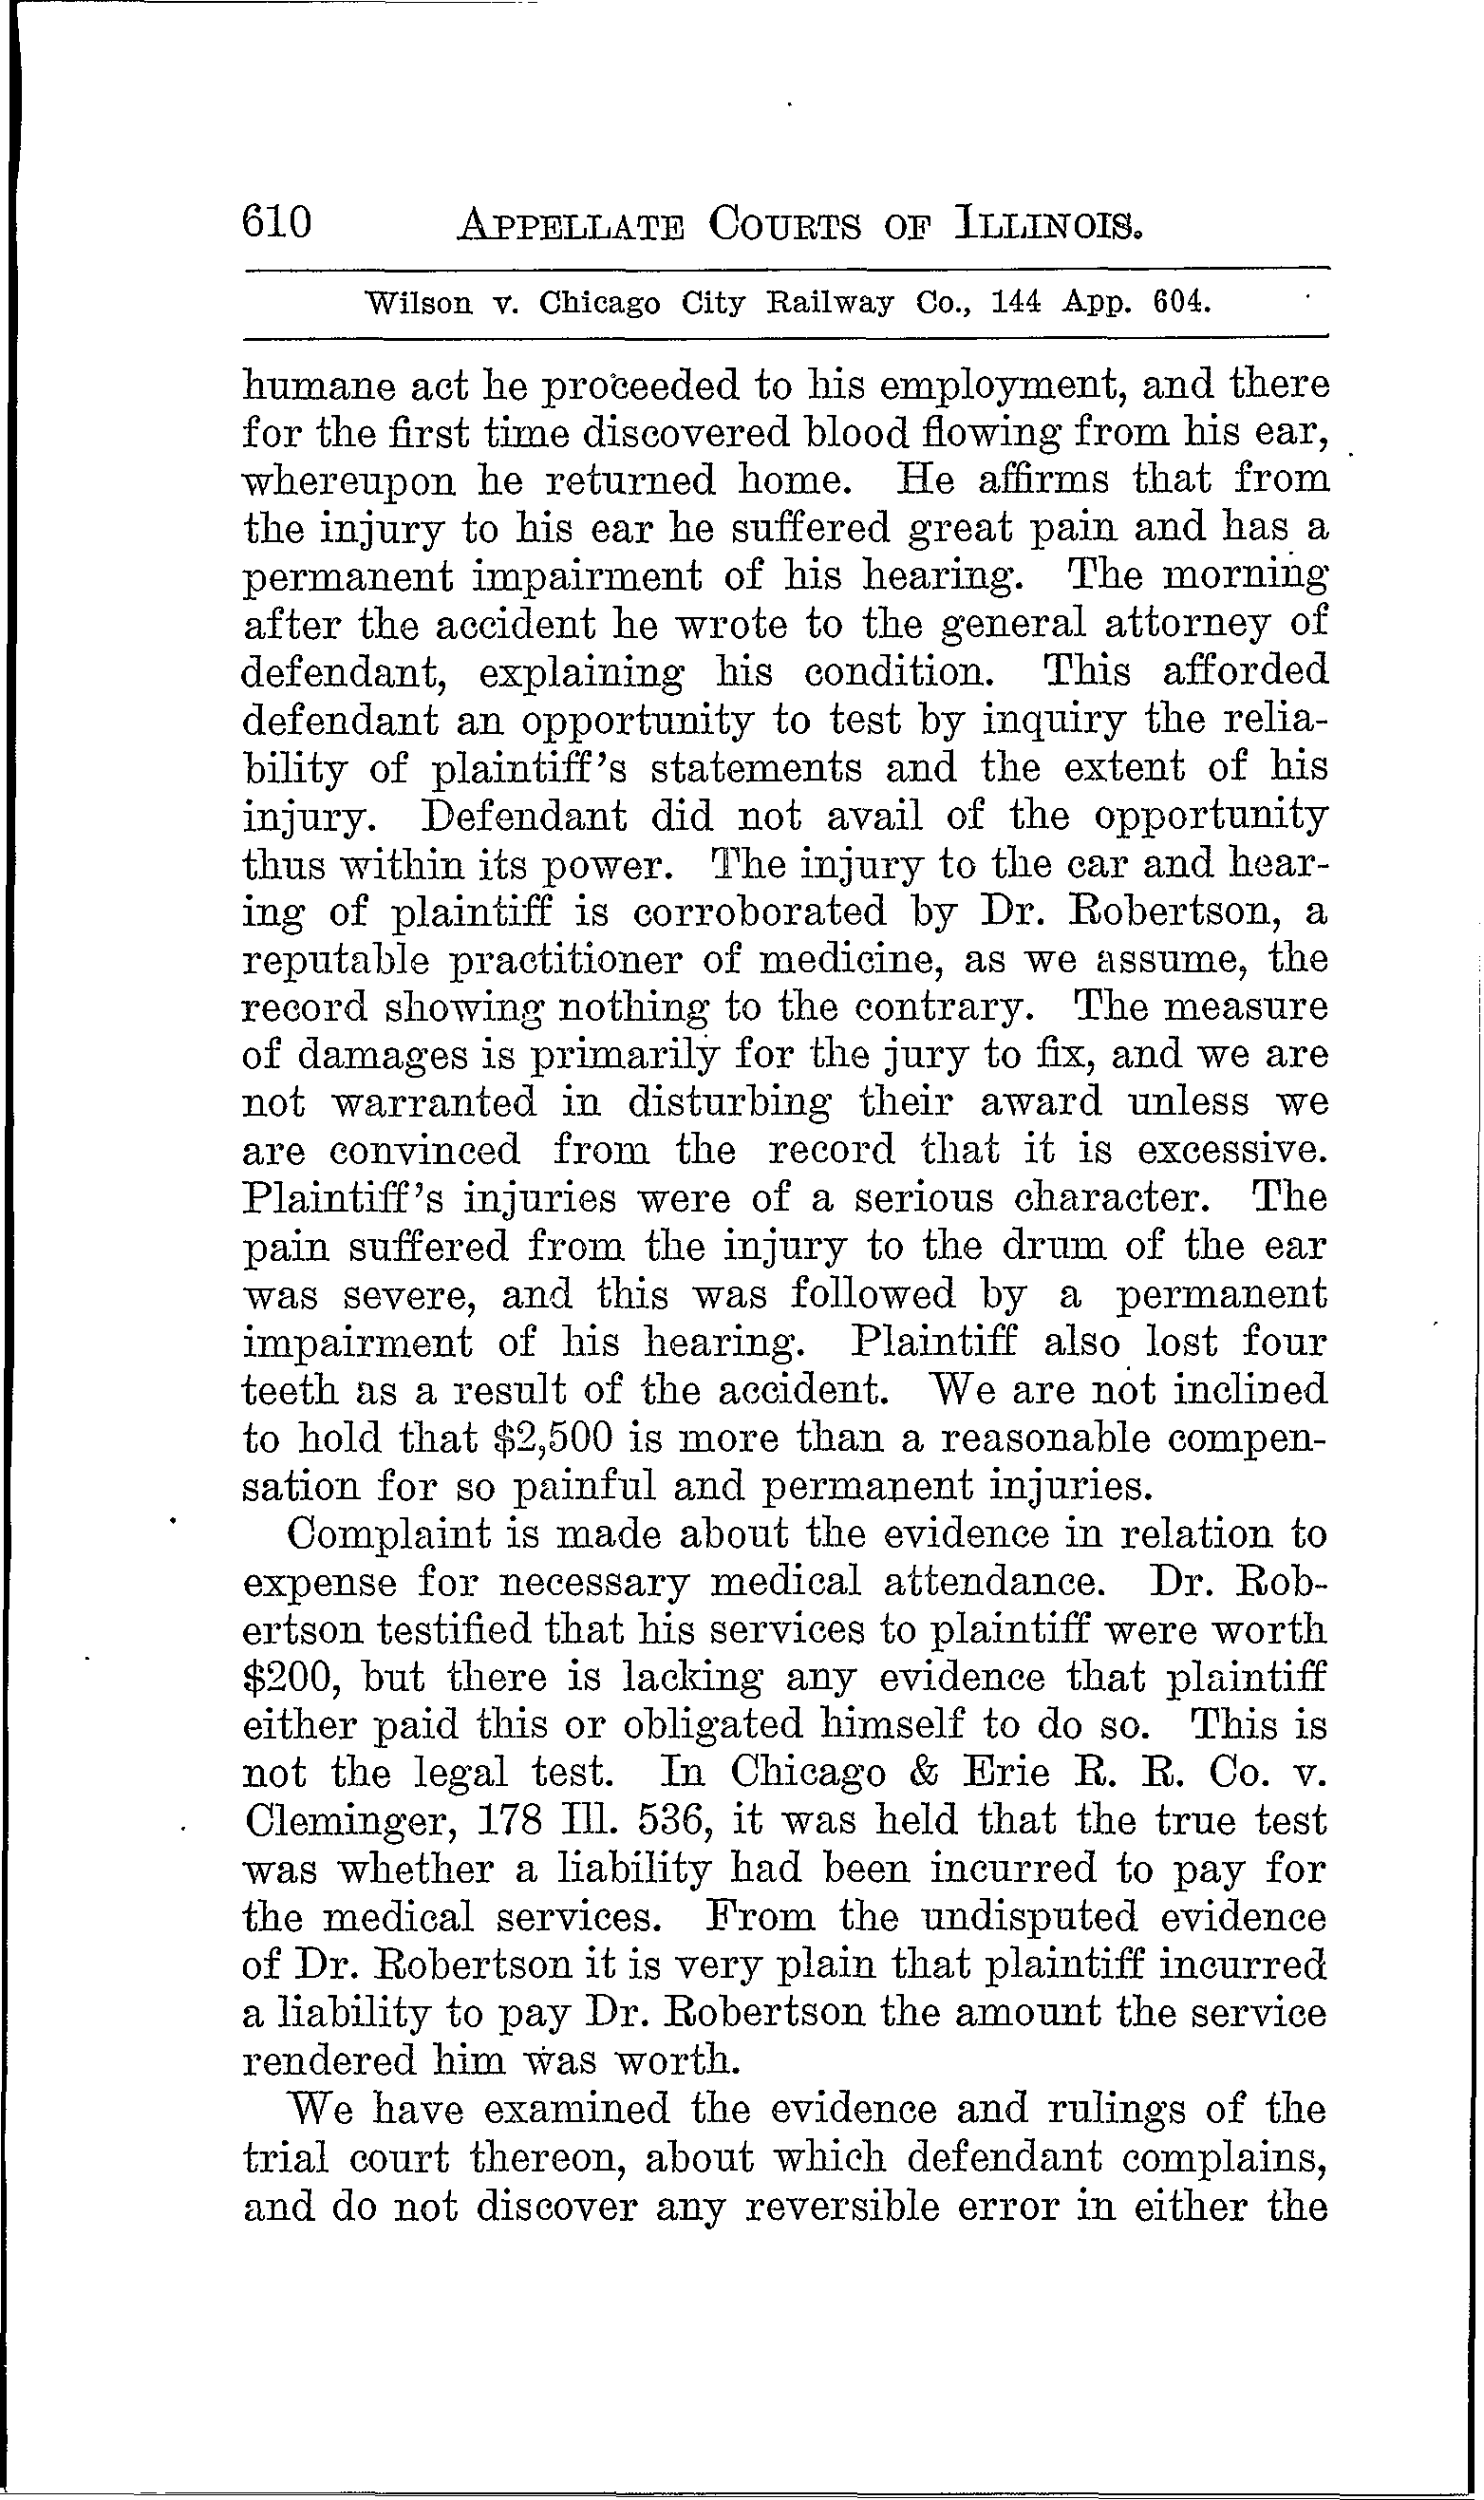 610 APPELLATE COURTS OF ILLINOIS.
Wilson v. Chicago City Railway Co., 144 App. 604.
humane act he proceeded to his employment, and there
for the first time discovered blood flowing from his ear,
whereupon he returned home. He affirms that from
the injury to his ear he suffered great pain and has a
permanent impairment of his hearing. The morning
after the accident he wrote to the general attorney of
defendant, explaining his condition. This afforded
defendant an opportunity to test by inquiry the relia-
bility of plaintiff's statements and the extent of his
injury. Defendant did not avail of the opportunity
thus within its power. The injury to the ear and hear-
ing of plaintiff is corroborated by Dr. Robertson, a
reputable practitioner of medicine, as we assume, the
record showing nothing to the contrary. The measure
of damages is primarily for the jury to fix, and we are
not warranted in disturbing their award unless we
are convinced from the record that it is excessive.
Plaintiff's injuries were of a serious character. The
pain suffered from the injury to the drum of the ear
was severe, and this was followed by a permanent
impairment of his hearing. Plaintiff also lost four
teeth as a result of the accident. We are not inclined
to hold that $2,500 is more than a reasonable compen-
sation for so painful and permanent injuries.
Complaint is made about the evidence in relation to
expense for necessary medical attendance. Dr. Rob-
ertson testified that his services to plaintiff were worth
$200, but there is lacking any evidence that plaintiff
either paid this or obligated himself to do so. This is
not the legal test. In Chicago & Erie R. R. Co. v.
Cleminger, 178 Ill. 536, it was held that the true test
was whether a liability had been incurred to pay for
the medical services. From the undisputed evidence
of Dr. Robertson it is very plain that plaintiff incurred
a liability to pay Dr. Robertson the amount the service
rendered him was worth.
We have examined the evidence and rulings of the
trial court thereon, about which defendant complains,
and do not discover any reversible error in either the